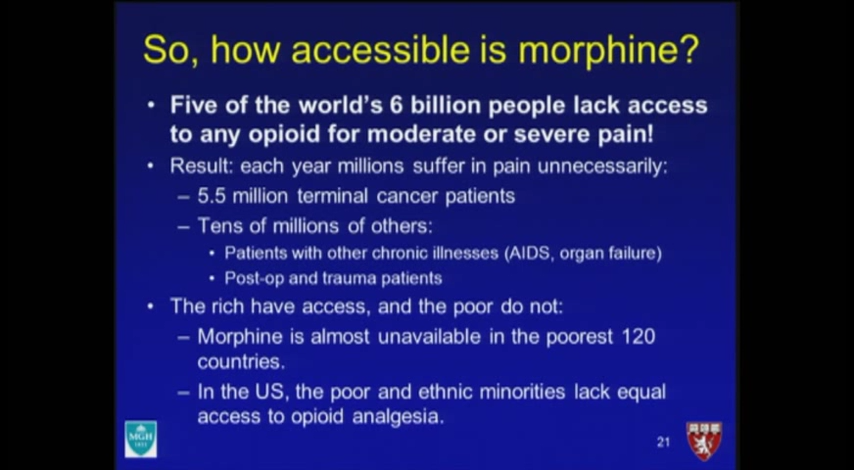 So, how accessible is morphine?
• Five of the world's 6 billion people lack access
to any opioid for moderate or severe pain!
• Result: each year millions suffer in pain unnecessarily:
– 5.5 million terminal cancer patients
– Tens of millions of others:
• Patients with other chronic illnesses (AIDS, organ failure)
• Post-op and trauma patients
• The rich have access, and the poor do not:
– Morphine is almost unavailable in the poorest 120
countries.
– In the US, the poor and ethnic minorities lack equal
access to opioid analgesia.
MGH
1811
21